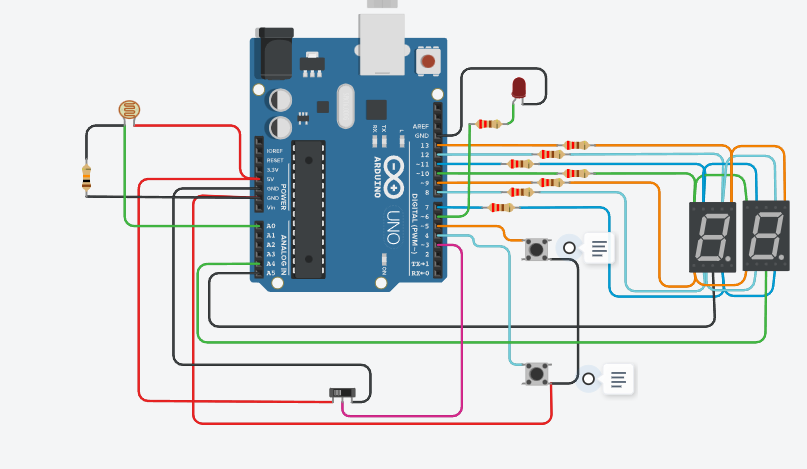 AREF
GND
13
12
~11
~10
~9
8
7
~6
~5
4
~3
2
TX→1
RX←0
DIGITAL (PWM~)
IOREF
RESET
3.3V
5V
GND
GND
Vin
POWER
A0
A1
A2
A3
A4
A5
ANALOG IN
RX
TX
L
ARDUINO
UNO
ON
8.
8.